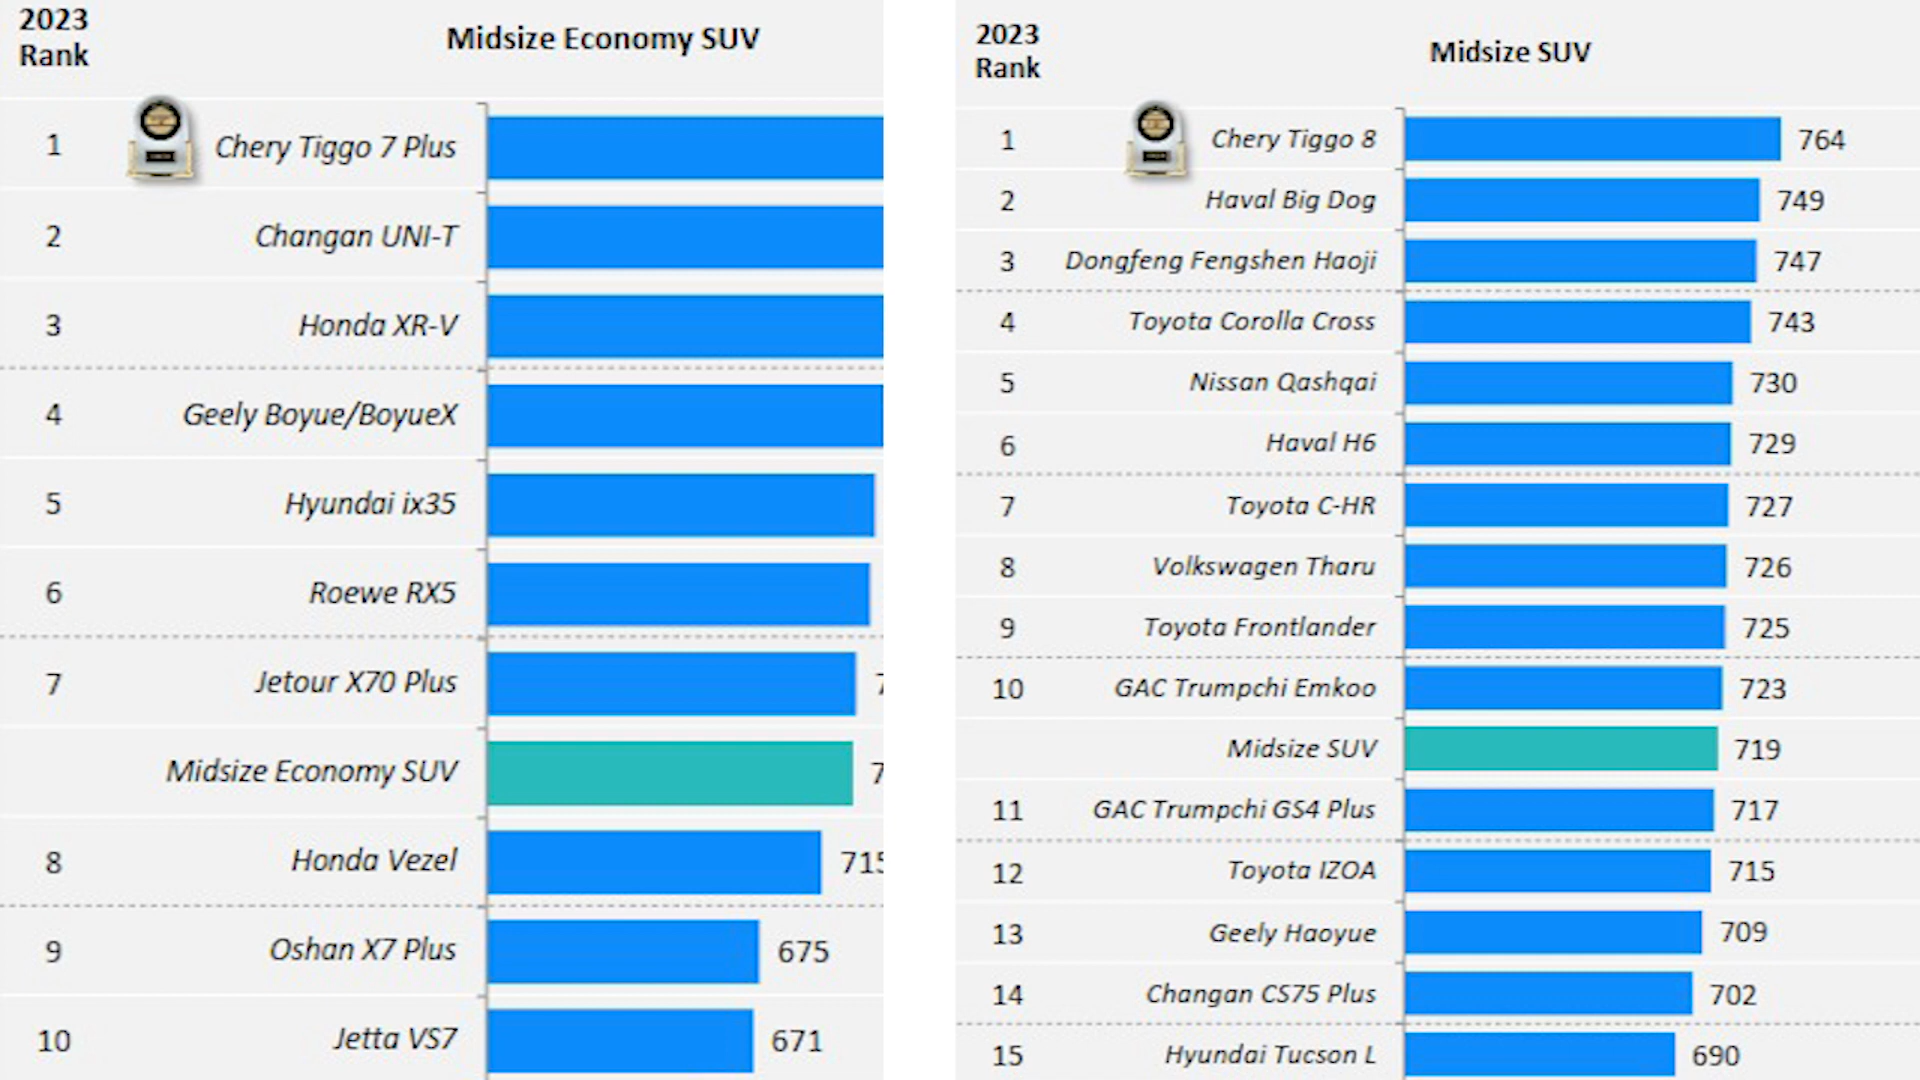 2023
Rank
Midsize Economy SUV
1 Chery Tiggo 7 Plus
2 Changan UNI-T
3 Honda XR-V
4 Geely Boyue/BoyueX
5 Hyundai ix35
6 Roewe RX5
7 Jetour X70 Plus 7
Midsize Economy SUV 7
8 Honda Vezel 715
9 Oshan X7 Plus 675
10 Jetta VS7 671
2023
Rank
Midsize SUV
1 Chery Tiggo 8 764
2 Haval Big Dog 749
3 Dongfeng Fengshen Haoji 747
4 Toyota Corolla Cross 743
5 Nissan Qashqai 730
6 Haval H6 729
7 Toyota C-HR 727
8 Volkswagen Tharu 726
9 Toyota Frontlander 725
10 GAC Trumpchi Emkoo 723
Midsize SUV 719
11 GAC Trumpchi GS4 Plus 717
12 Toyota IZOA 715
13 Geely Haoyue 709
14 Changan CS75 Plus 702
15 Hyundai Tucson L 690